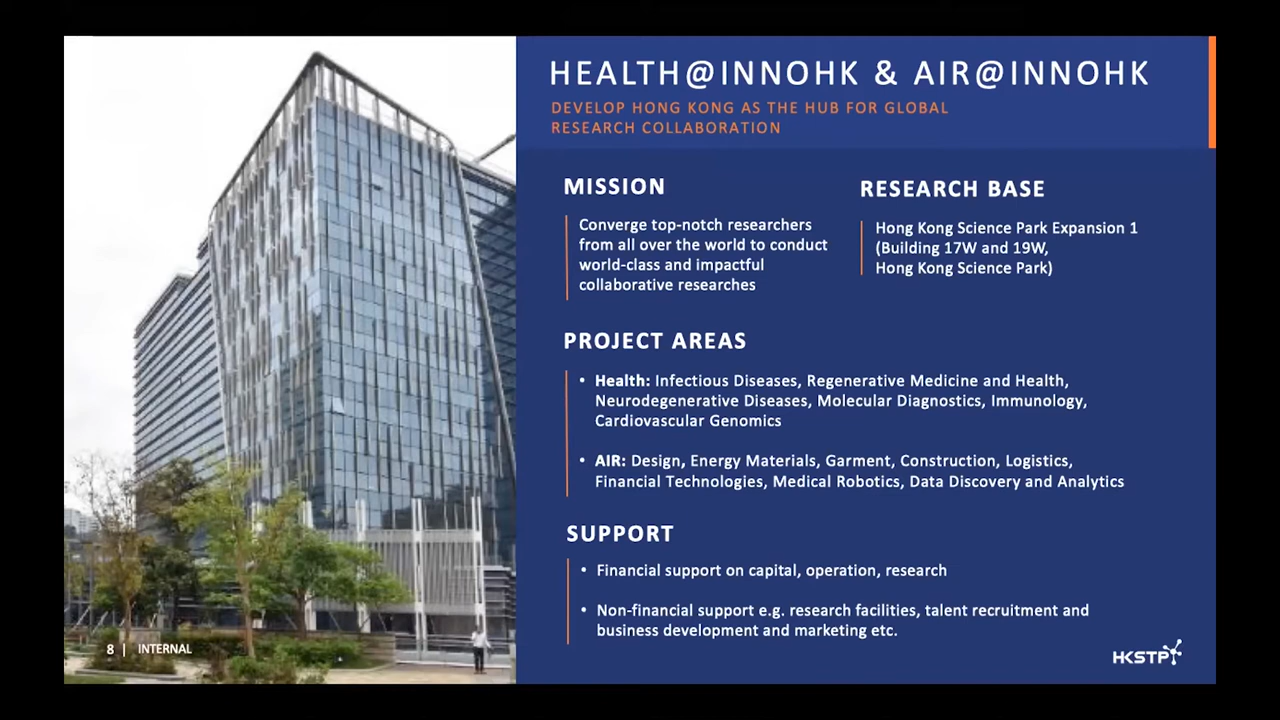 HEALTH@INNOHK & AIR@INNOHK
DEVELOP HONG KONG AS THE HUB FOR GLOBAL
RESEARCH COLLABORATION
MISSION
Converge top-notch researchers
from all over the world to conduct
world-class and impactful
collaborative researches
RESEARCH BASE
Hong Kong Science Park Expansion 1
(Building 17W and 19W,
Hong Kong Science Park)
PROJECT AREAS
• Health: Infectious Diseases, Regenerative Medicine and Health,
Neurodegenerative Diseases, Molecular Diagnostics, Immunology,
Cardiovascular Genomics
• AIR: Design, Energy Materials, Garment, Construction, Logistics,
Financial Technologies, Medical Robotics, Data Discovery and Analytics
SUPPORT
• Financial support on capital, operation, research
• Non-financial support e.g. research facilities, talent recruitment and
business development and marketing etc.
8 | INTERNAL
HKSTP